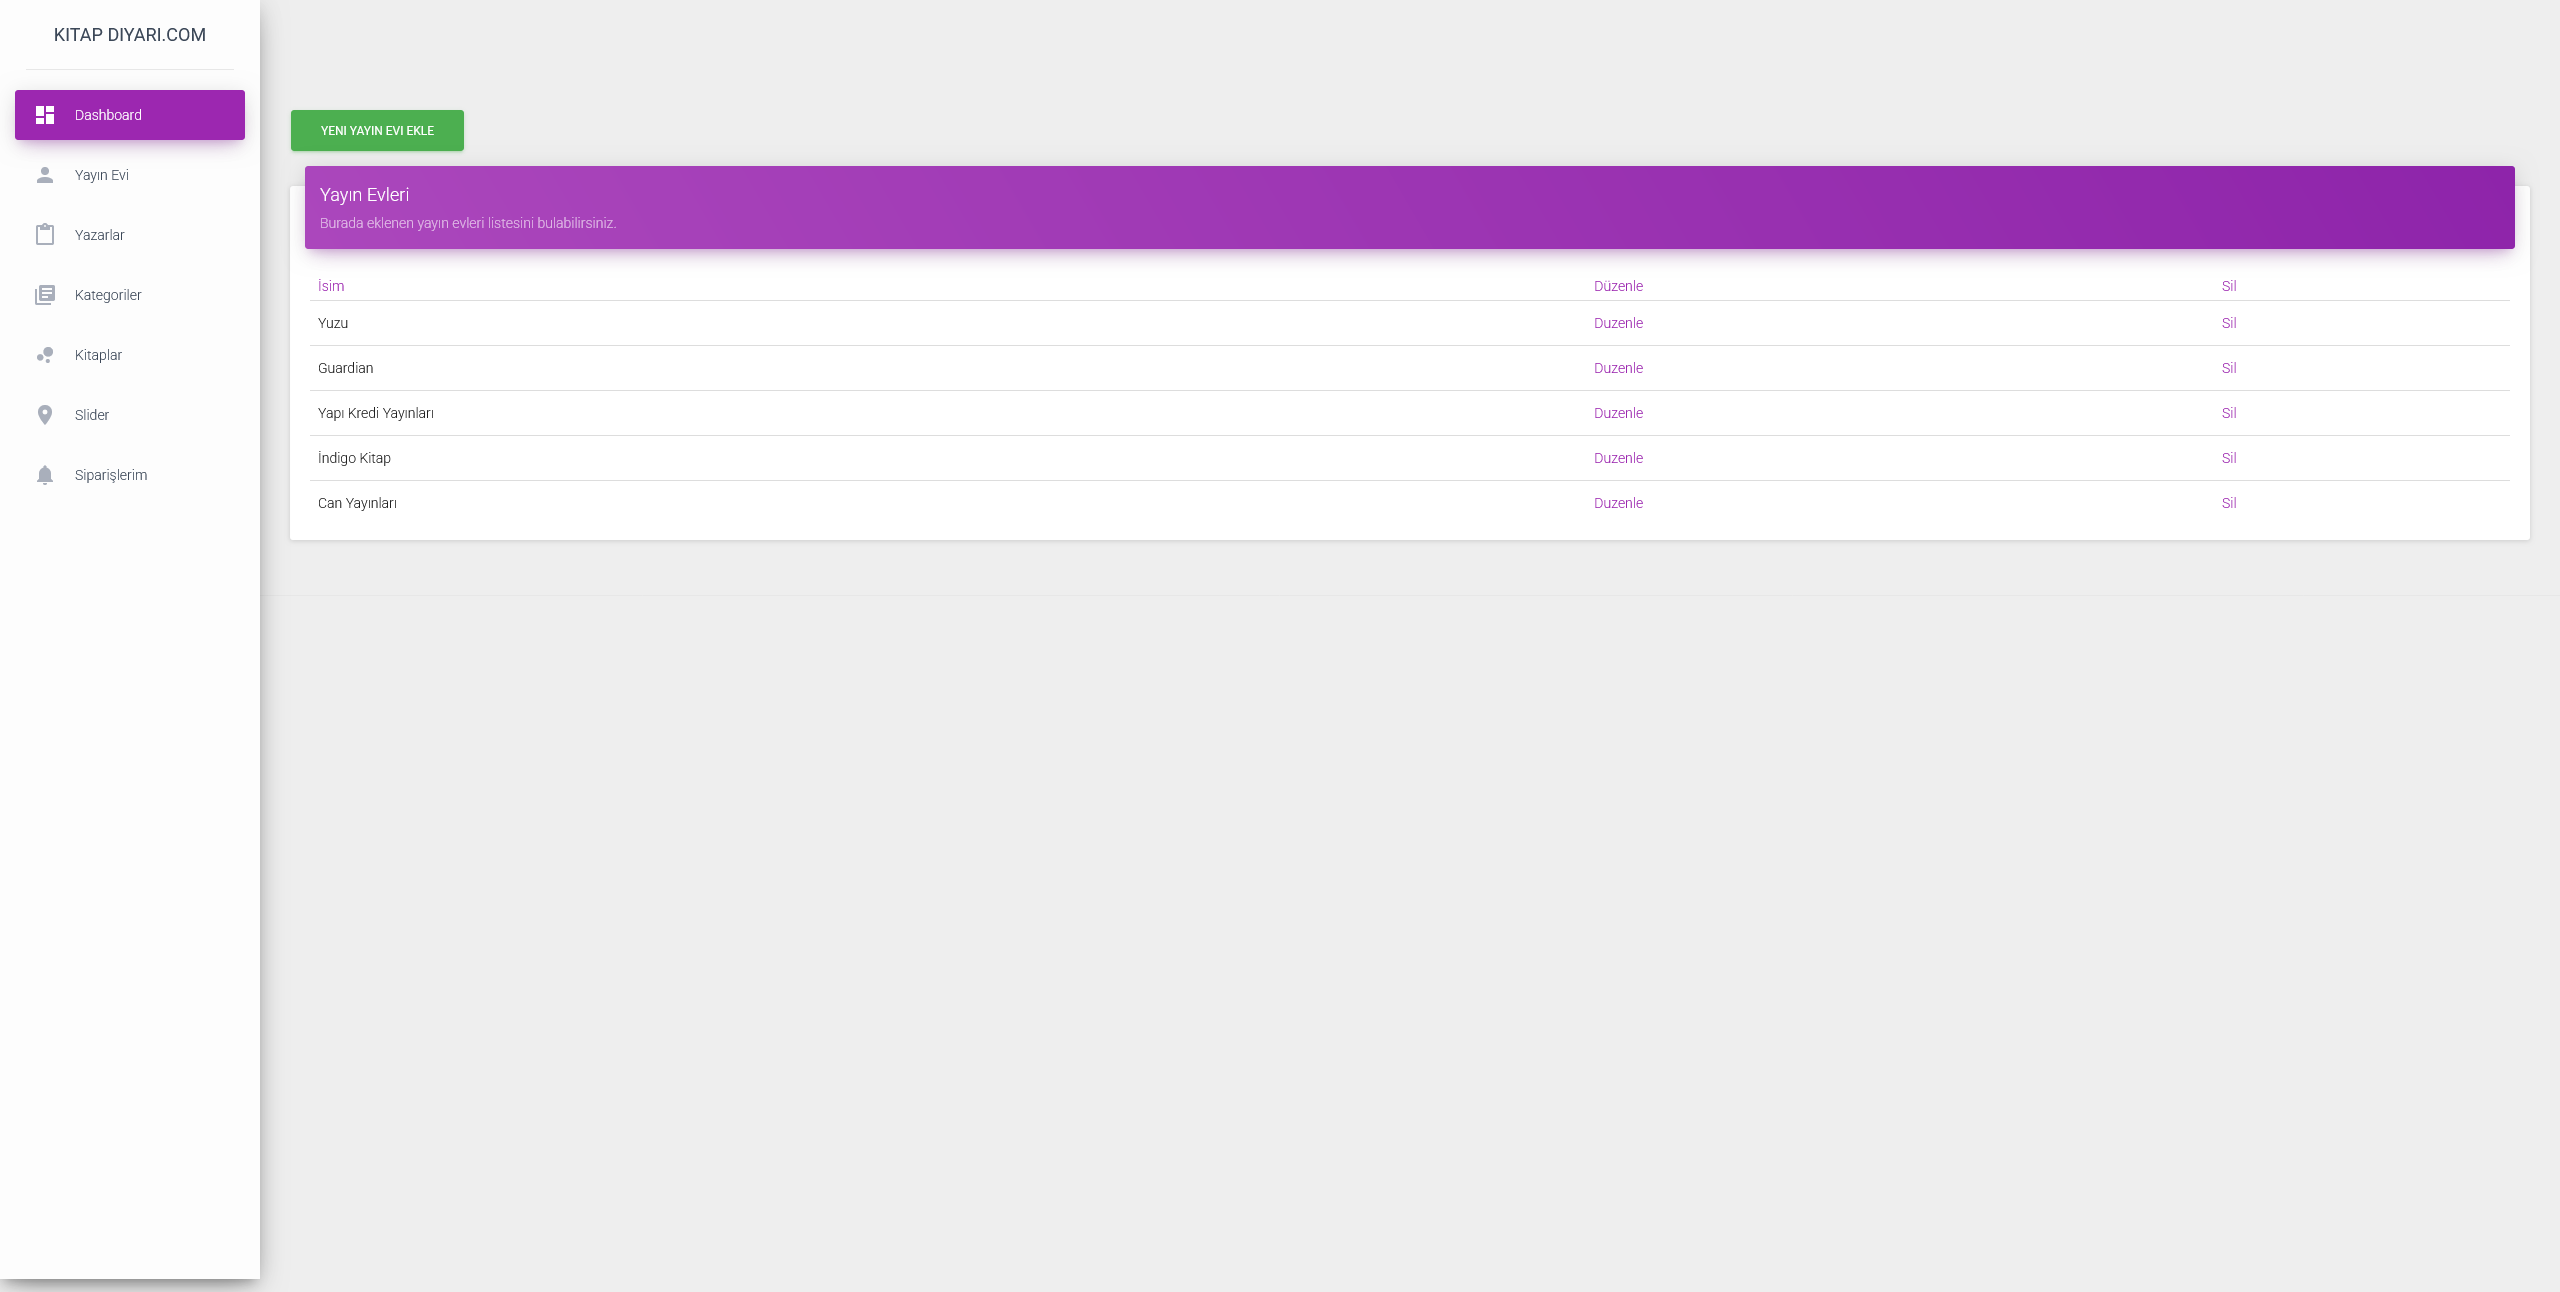 KITAP DIYARI.COM
Dashboard
Yayın Evi
Yazarlar
Kategoriler
Kitaplar
Slider
Siparişlerim
YENI YAYIN EVI EKLE
Yayın Evleri
Burada eklenen yayın evleri listesini bulabilirsiniz.
İsim Düzenle Sil
Yuzu Duzenle Sil
Guardian Duzenle Sil
Yapı Kredi Yayınları Duzenle Sil
İndigo Kitap Duzenle Sil
Can Yayınları Duzenle Sil